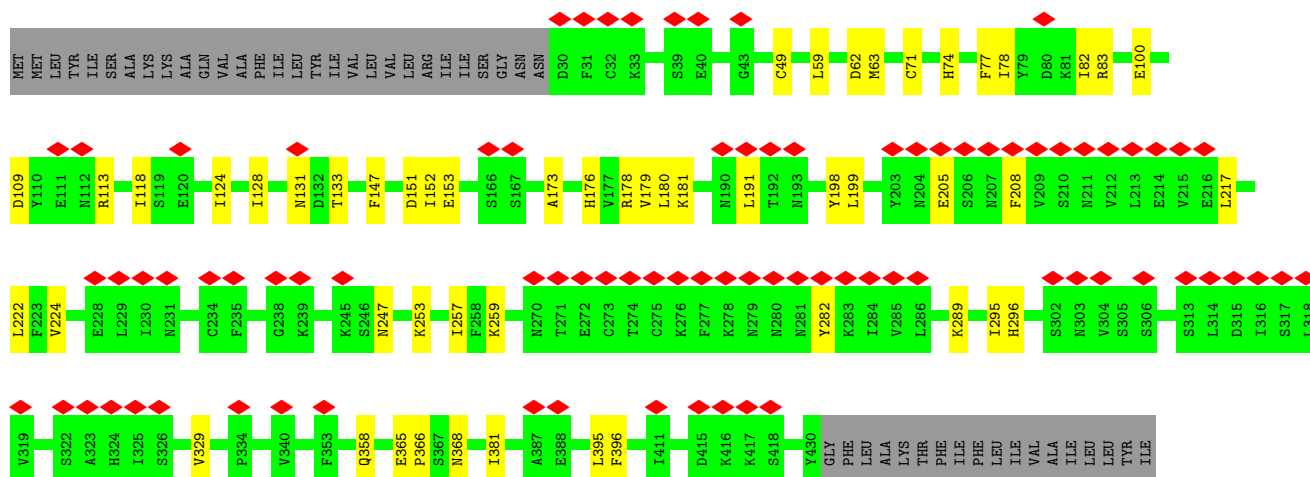 MET MET LEU TYR ILE SER ALA LYS LYS ALA GLN VAL ALA PHE ILE LEU TYR ILE VAL LEU VAL LEU ARG ILE ILE SER GLY ASN ASN D30 F31 C32 K33 S39 E40 G43 C49 L59 D62 M63 C71 H74 F77 I78 Y79 D80 K81 I82 R83 E100
D109 Y110 E111 N112 R113 I118 S119 E120 I124 I128 N131 D132 T133 F147 D151 I152 E153 S166 S167 A173 H176 V177 R178 V179 L180 K181 N190 L191 T192 N193 Y198 L199 Y203 N204 E205 S206 N207 F208 V209 S210 N211 V212 L213 E214 V215 E216 L217
L222 F223 V224 E228 L229 I230 N231 C234 F235 G238 K239 K245 S246 N247 K253 I257 F258 K259 N270 T271 E272 C273 T274 C275 K276 F277 K278 N279 N280 N281 Y282 K283 I284 V285 L286 K289 I295 H296 S302 N303 V304 S305 S306 S313 L314 D315 I316 S317 L318
V319 S322 A323 H324 I325 S326 V329 P334 V340 F353 Q358 E365 P366 S367 N368 I381 A387 E388 L395 F396 I411 D415 K416 K417 S418 Y430 GLY PHE LEU ALA LYS THR PHE ILE PHE LEU ILE VAL ALA ILE LEU LEU TYR ILE